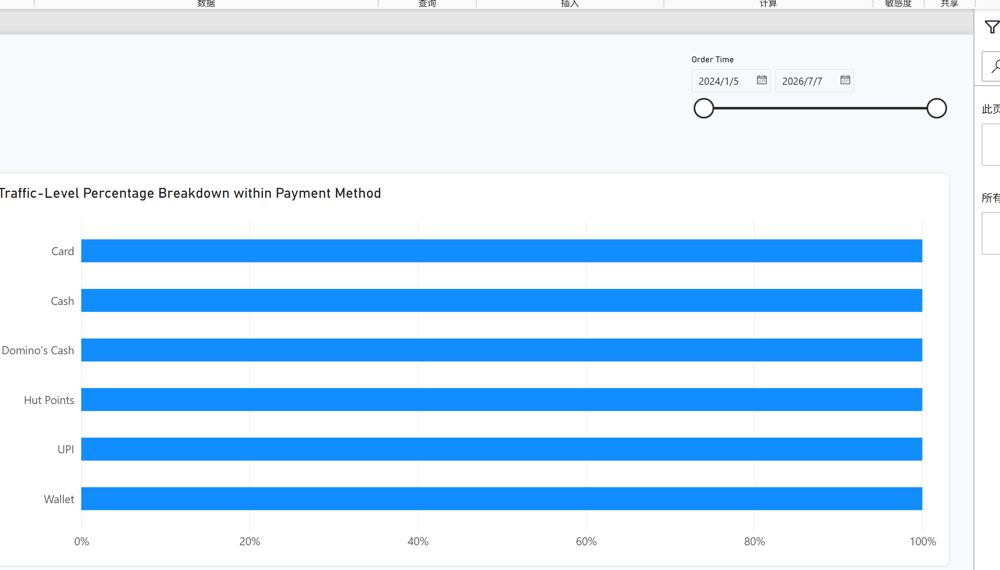 数据 查询 插入 计算 敏感度 共享
Order Time
2024/1/5 2026/7/7
此页
所有
Traffic-Level Percentage Breakdown within Payment Method
Card
Cash
Domino's Cash
Hut Points
UPI
Wallet
0% 20% 40% 60% 80% 100%